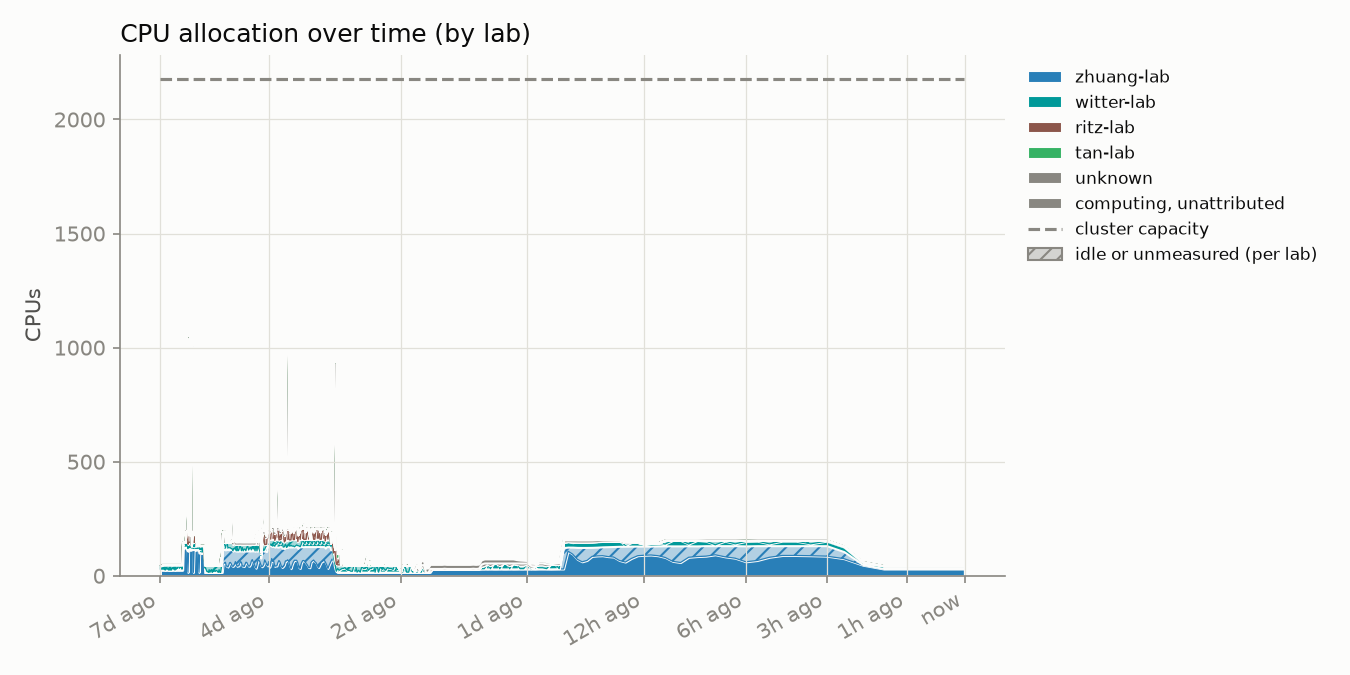 CPU allocation over time (by lab)
2000
1500
1000
500
0
CPUs
7d ago
4d ago
2d ago
1d ago
12h ago
6h ago
3h ago
1h ago
now
zhuang-lab
witter-lab
ritz-lab
tan-lab
unknown
computing, unattributed
cluster capacity
idle or unmeasured (per lab)